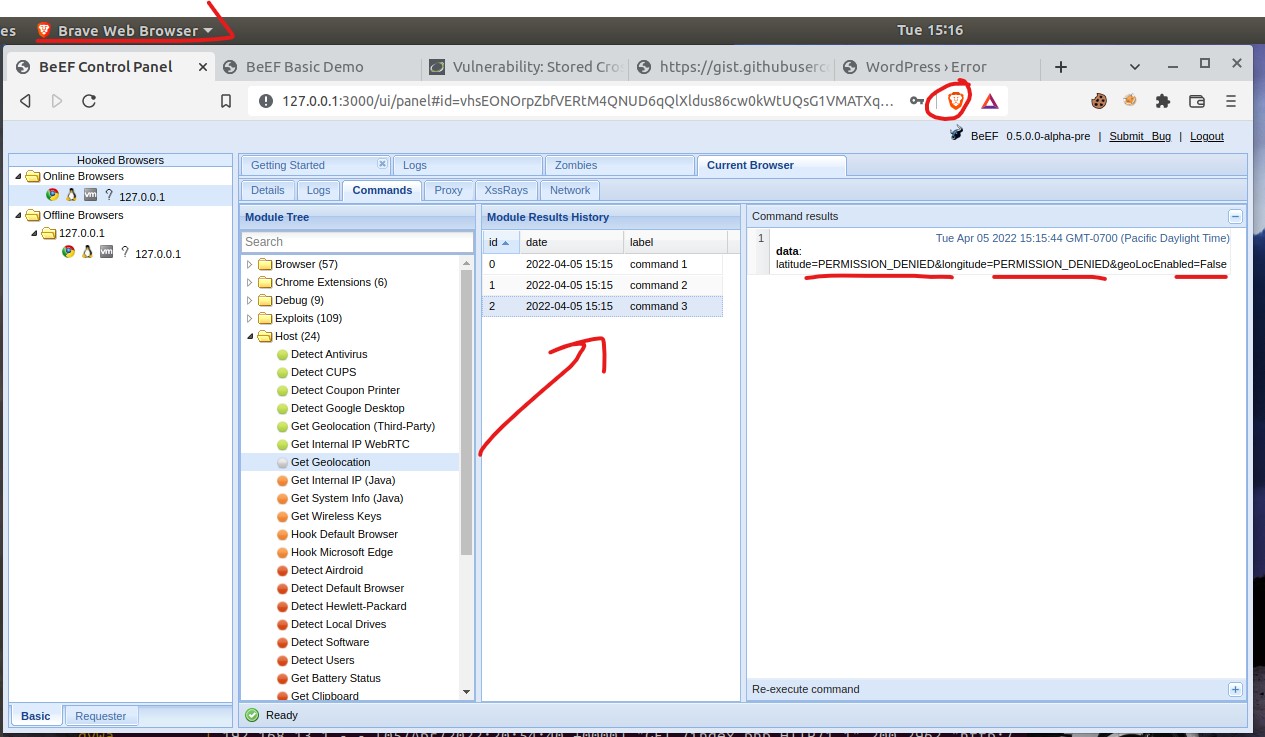 es Brave Web Browser Tue 15:16
BeEF Control Panel BeEF Basic Demo Vulnerability: Stored Cros https://gist.githubuserc WordPress › Error
127.0.0.1:3000/ui/panel#id=vhsEONOrpZbfVERtM4QNUD6qQlXldus86cw0kWtUQsG1VMATXq...
BeEF 0.5.0.0-alpha-pre | Submit Bug | Logout
Hooked Browsers
Online Browsers
127.0.0.1
Offline Browsers
127.0.0.1
127.0.0.1
Basic Requester
Getting Started Logs Zombies Current Browser
Details Logs Commands Proxy XssRays Network
Module Tree
Search
Browser (57)
Chrome Extensions (6)
Debug (9)
Exploits (109)
Host (24)
Detect Antivirus
Detect CUPS
Detect Coupon Printer
Detect Google Desktop
Get Geolocation (Third-Party)
Get Internal IP WebRTC
Get Geolocation
Get Internal IP (Java)
Get System Info (Java)
Get Wireless Keys
Hook Default Browser
Hook Microsoft Edge
Detect Airdroid
Detect Default Browser
Detect Hewlett-Packard
Detect Local Drives
Detect Software
Detect Users
Get Battery Status
Get Clipboard
Module Results History
id date label
0 2022-04-05 15:15 command 1
1 2022-04-05 15:15 command 2
2 2022-04-05 15:15 command 3
Command results
1 Tue Apr 05 2022 15:15:44 GMT-0700 (Pacific Daylight Time)
data:
latitude=PERMISSION_DENIED&longitude=PERMISSION_DENIED&geoLocEnabled=False
Re-execute command
Ready